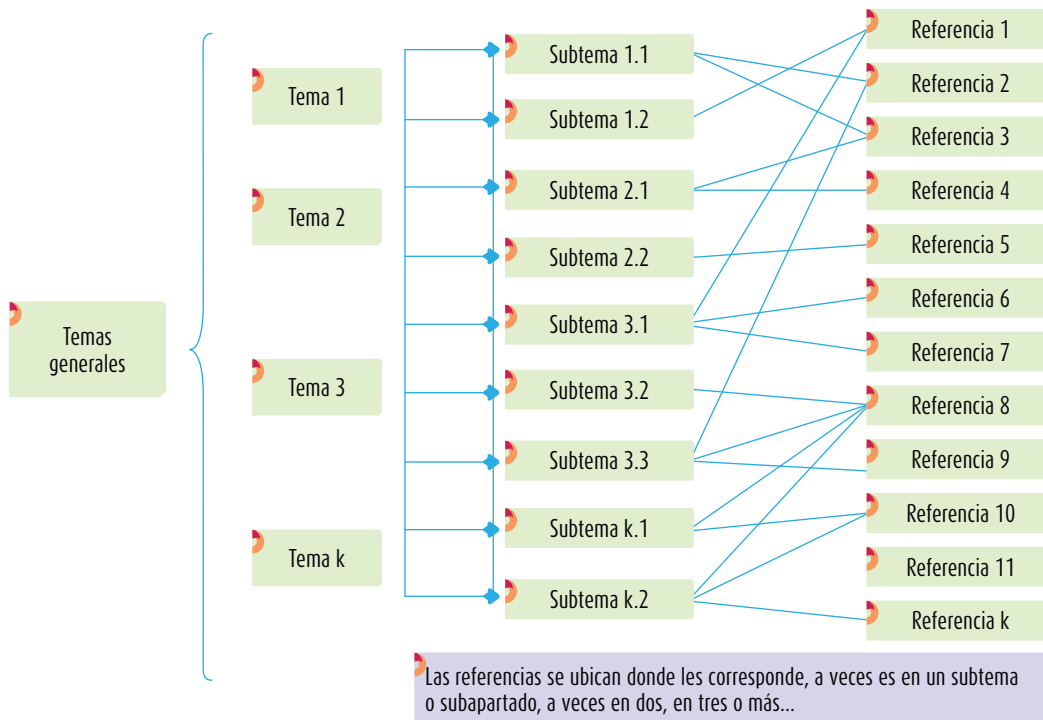 Temas
generales
Tema 1
Tema 2
Tema 3
Tema k
Subtema 1.1
Subtema 1.2
Subtema 2.1
Subtema 2.2
Subtema 3.1
Subtema 3.2
Subtema 3.3
Subtema k.1
Subtema k.2
Referencia 1
Referencia 2
Referencia 3
Referencia 4
Referencia 5
Referencia 6
Referencia 7
Referencia 8
Referencia 9
Referencia 10
Referencia 11
Referencia k
Las referencias se ubican donde les corresponde, a veces es en un subtema
o subapartado, a veces en dos, en tres o más...